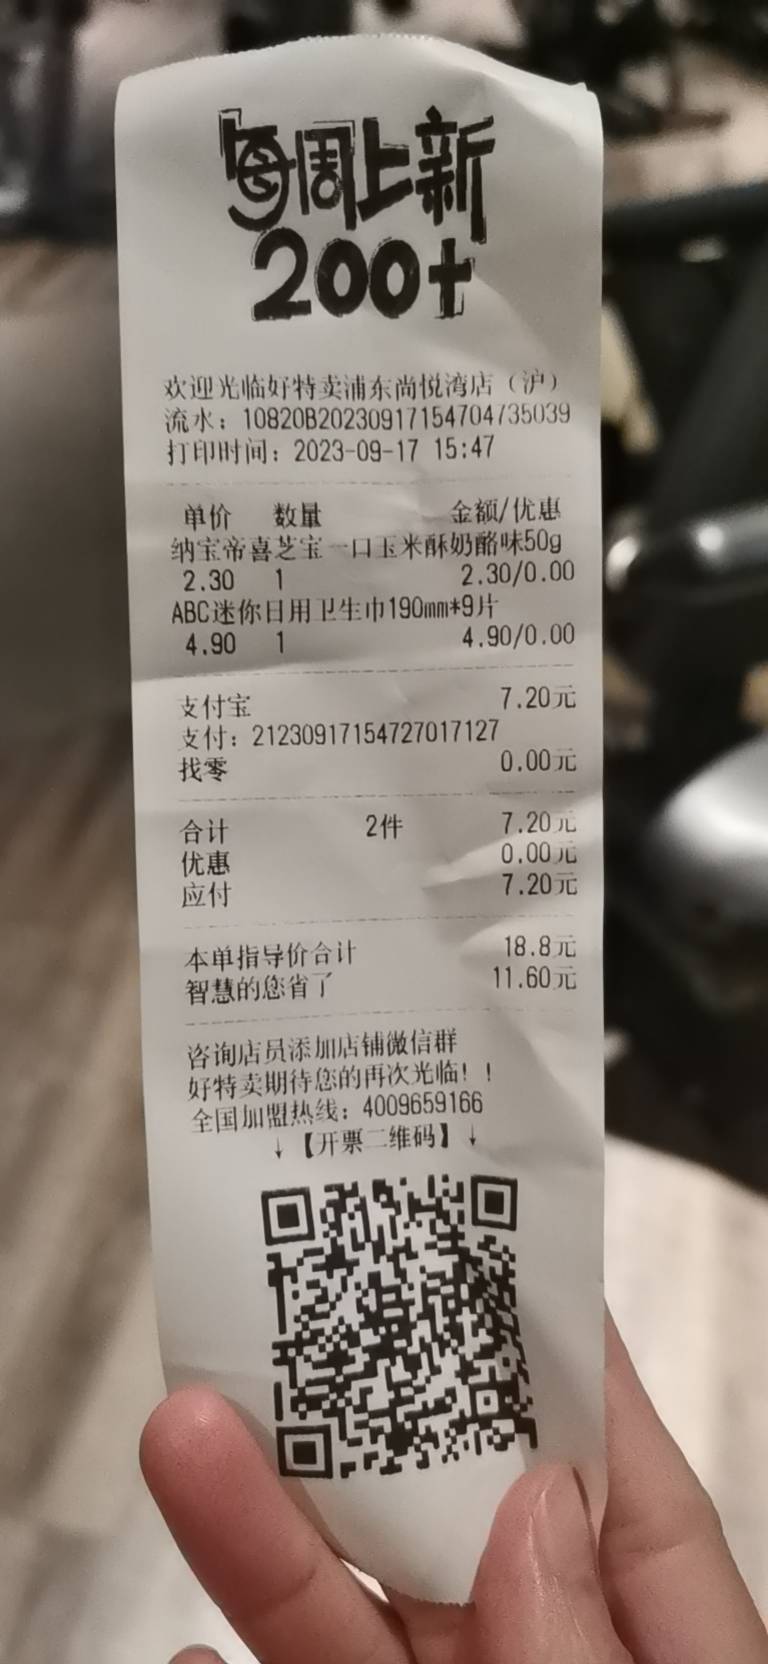 每周上新
200+
欢迎光临好特卖浦东尚悦湾店（沪）
流水：10820B20230917154704735039
打印时间：2023-09-17 15:47
单价 数量 金额/优惠
纳宝帝喜芝宝一口玉米酥奶酪味50g
2.30 1 2.30/0.00
ABC迷你日用卫生巾190mm*9片
4.90 1 4.90/0.00
支付宝 7.20元
支付：21230917154727017127
找零 0.00元
合计 2件 7.20元
优惠 0.00元
应付 7.20元
本单指导价合计 18.8元
智慧的您省了 11.60元
咨询店员添加店铺微信群
好特卖期待您的再次光临！！
全国加盟热线：4009659166
↓【开票二维码】↓